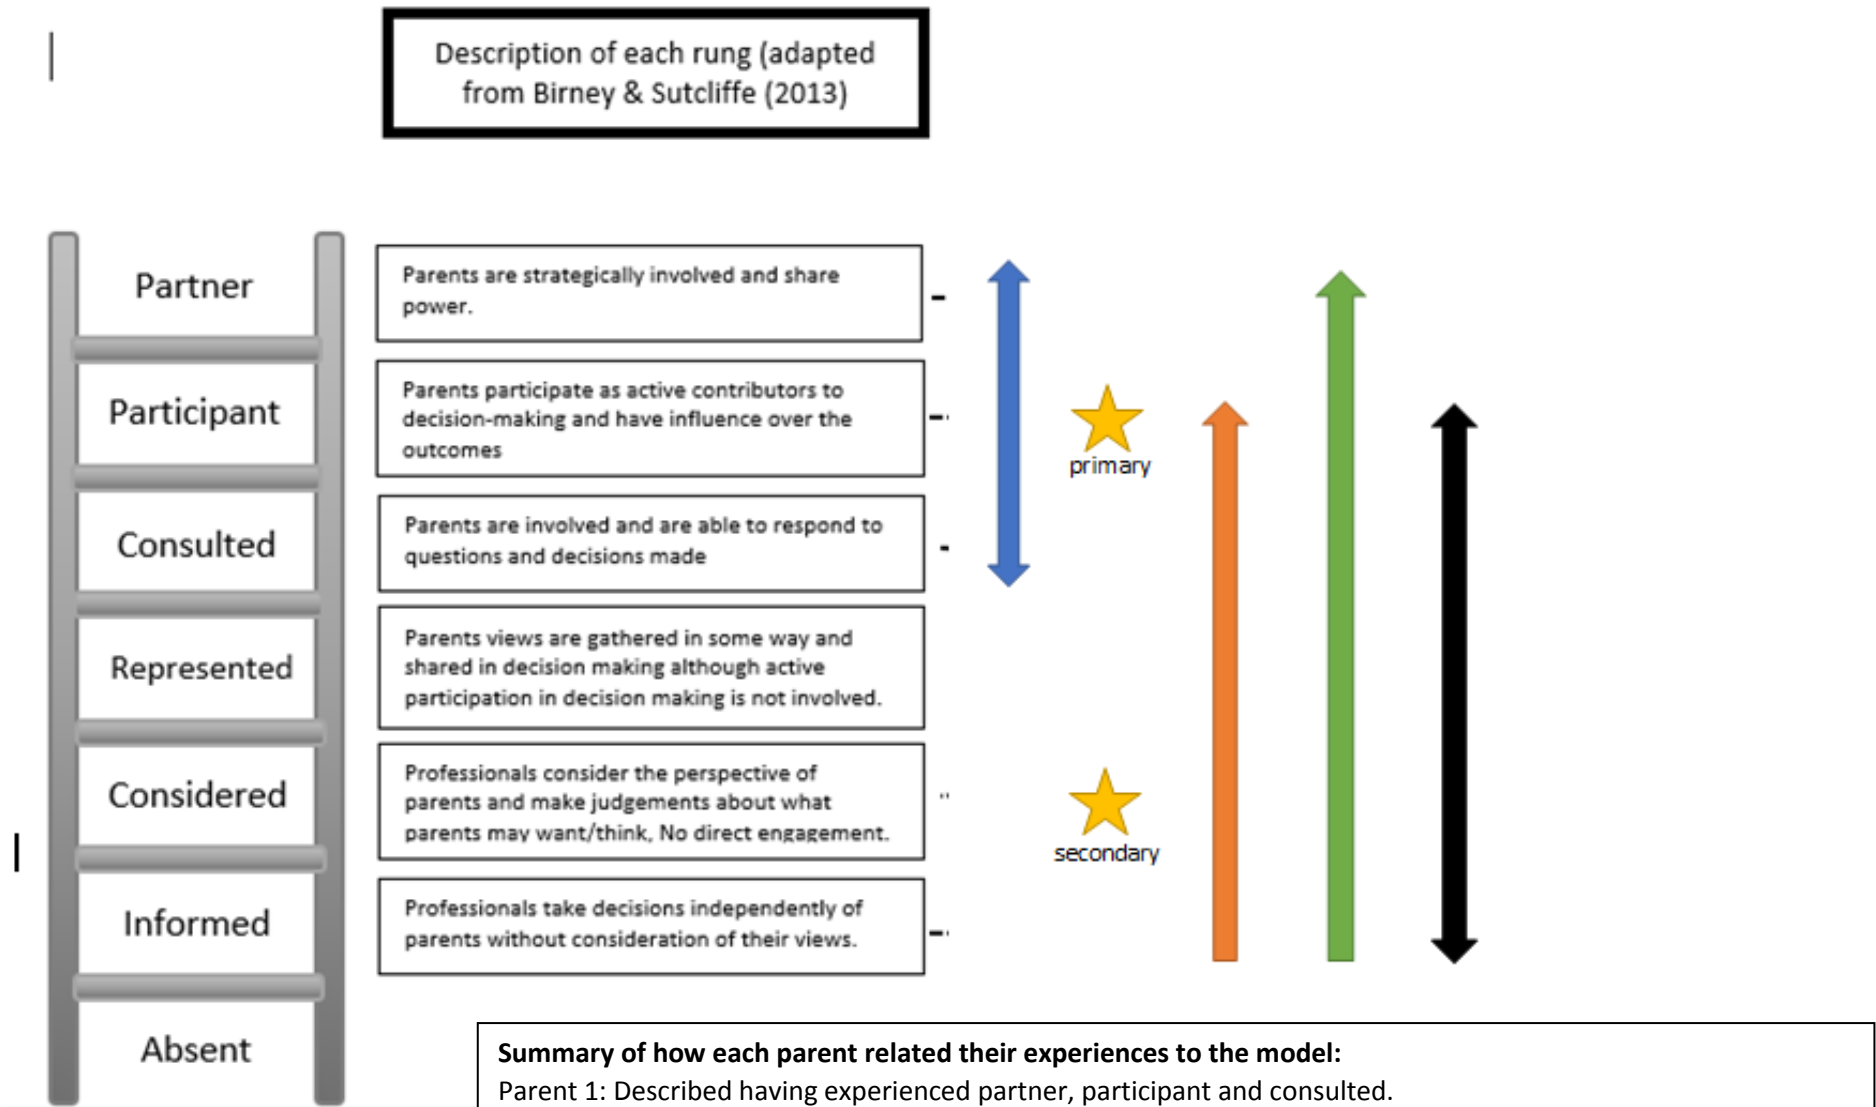 Description of each rung (adapted
from Birney & Sutcliffe (2013)
Partner
Parents are strategically involved and share
power.
Participant
Parents participate as active contributors to
decision-making and have influence over the
outcomes
primary
Consulted
Parents are involved and are able to respond to
questions and decisions made
Represented
Parents views are gathered in some way and
shared in decision making although active
participation in decision making is not involved.
Considered
Professionals consider the perspective of
parents and make judgements about what
parents may want/think, No direct engagement.
secondary
Informed
Professionals take decisions independently of
parents without consideration of their views.
Absent
Summary of how each parent related their experiences to the model:
Parent 1: Described having experienced partner, participant and consulted.